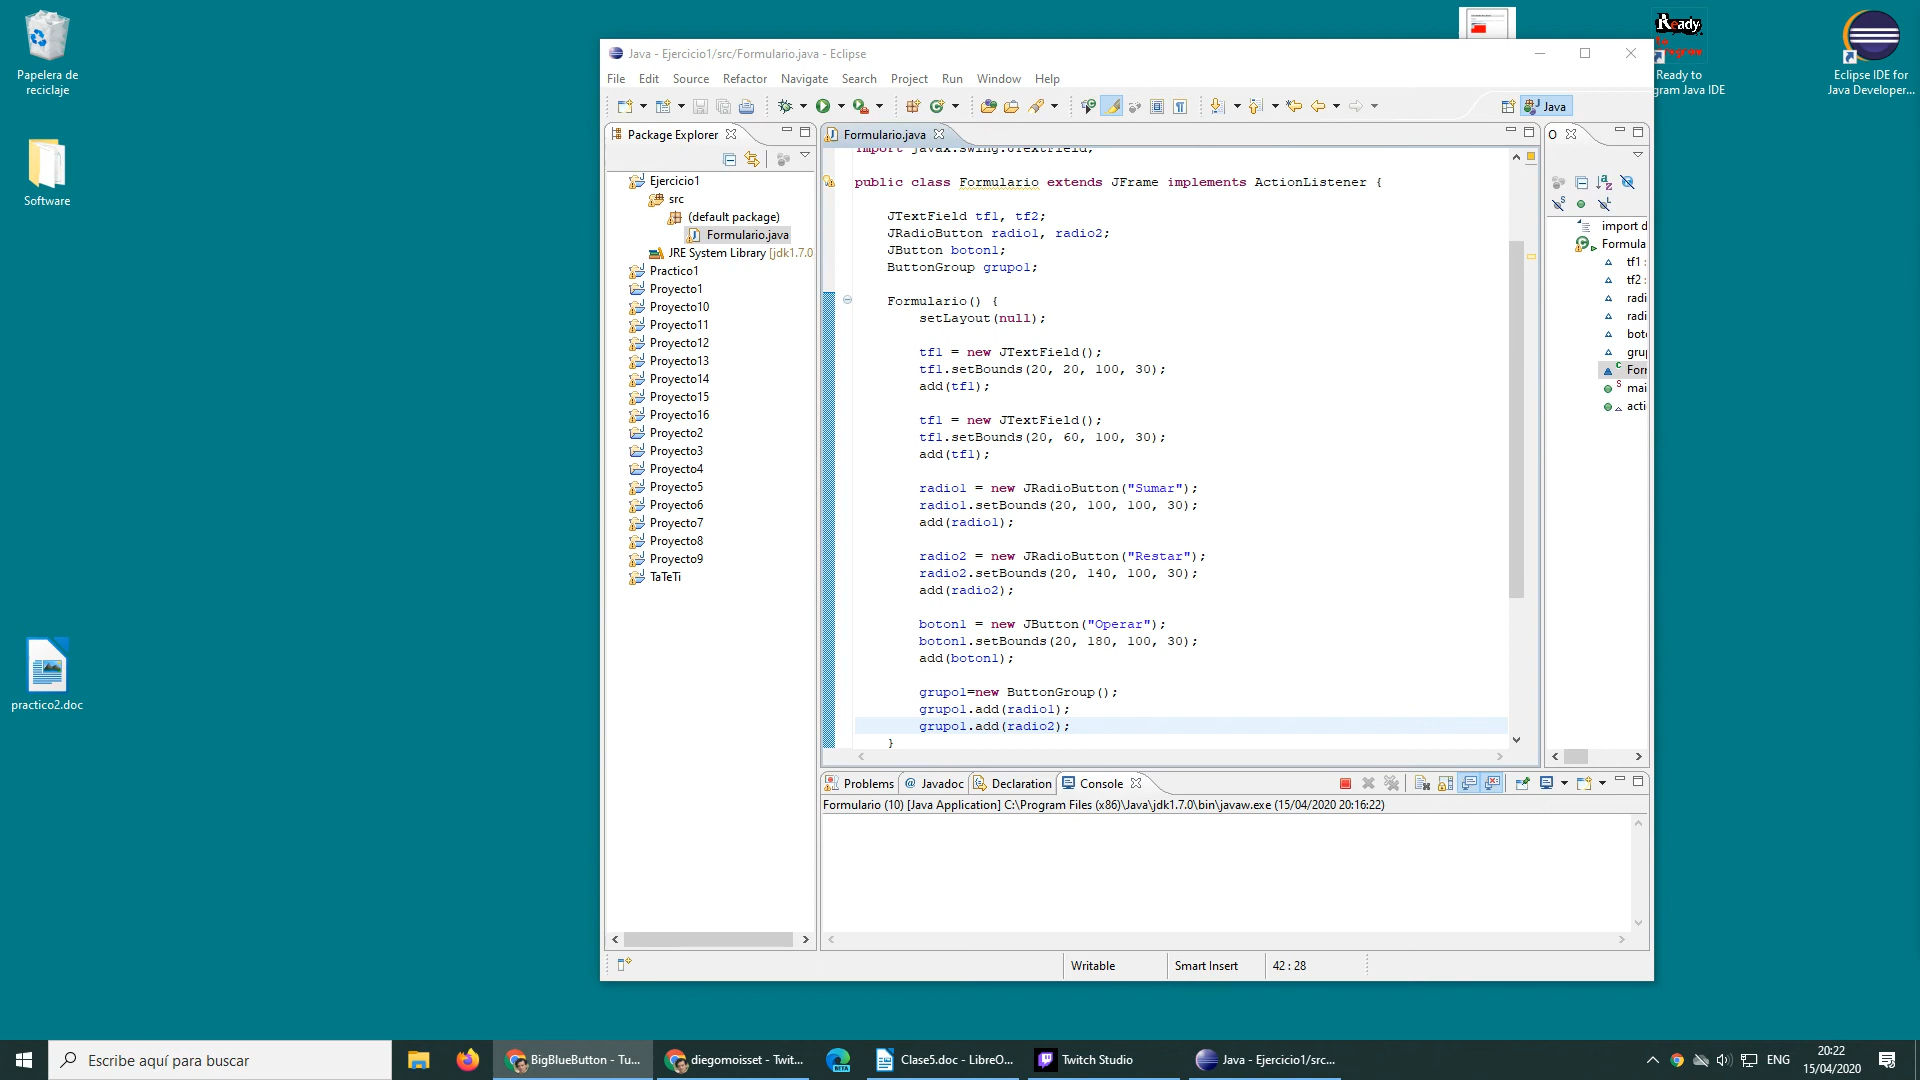 Papelera de
reciclaje
Software
practico2.doc
Ready
Ready to
gram Java IDE
Eclipse IDE for
Java Developer...
Java - Ejercicio1/src/Formulario.java - Eclipse
File Edit Source Refactor Navigate Search Project Run Window Help
Java
Package Explorer
Ejercicio1
src
(default package)
Formulario.java
JRE System Library [jdk1.7.0
Practico1
Proyecto1
Proyecto10
Proyecto11
Proyecto12
Proyecto13
Proyecto14
Proyecto15
Proyecto16
Proyecto2
Proyecto3
Proyecto4
Proyecto5
Proyecto6
Proyecto7
Proyecto8
Proyecto9
TaTeTi
Formulario.java
import javax.swing.JTextField;
public class Formulario extends JFrame implements ActionListener {
JTextField tf1, tf2;
JRadioButton radio1, radio2;
JButton boton1;
ButtonGroup grupo1;
Formulario() {
setLayout(null);
tf1 = new JTextField();
tf1.setBounds(20, 20, 100, 30);
add(tf1);
tf1 = new JTextField();
tf1.setBounds(20, 60, 100, 30);
add(tf1);
radio1 = new JRadioButton("Sumar");
radio1.setBounds(20, 100, 100, 30);
add(radio1);
radio2 = new JRadioButton("Restar");
radio2.setBounds(20, 140, 100, 30);
add(radio2);
boton1 = new JButton("Operar");
boton1.setBounds(20, 180, 100, 30);
add(boton1);
grupo1=new ButtonGroup();
grupo1.add(radio1);
grupo1.add(radio2);
}
O
import d
Formula
tf1 :
tf2 :
radi
radi
bot
gru
For
mai
acti
Problems @ Javadoc Declaration Console
Formulario (10) [Java Application] C:\Program Files (x86)\Java\jdk1.7.0\bin\javaw.exe (15/04/2020 20:16:22)
Writable Smart Insert 42 : 28
Escribe aquí para buscar
BigBlueButton - Tu...
diegomoisset - Twit...
BETA
Clase5.doc - LibreO...
Twitch Studio
Java - Ejercicio1/src...
ENG
20:22
15/04/2020